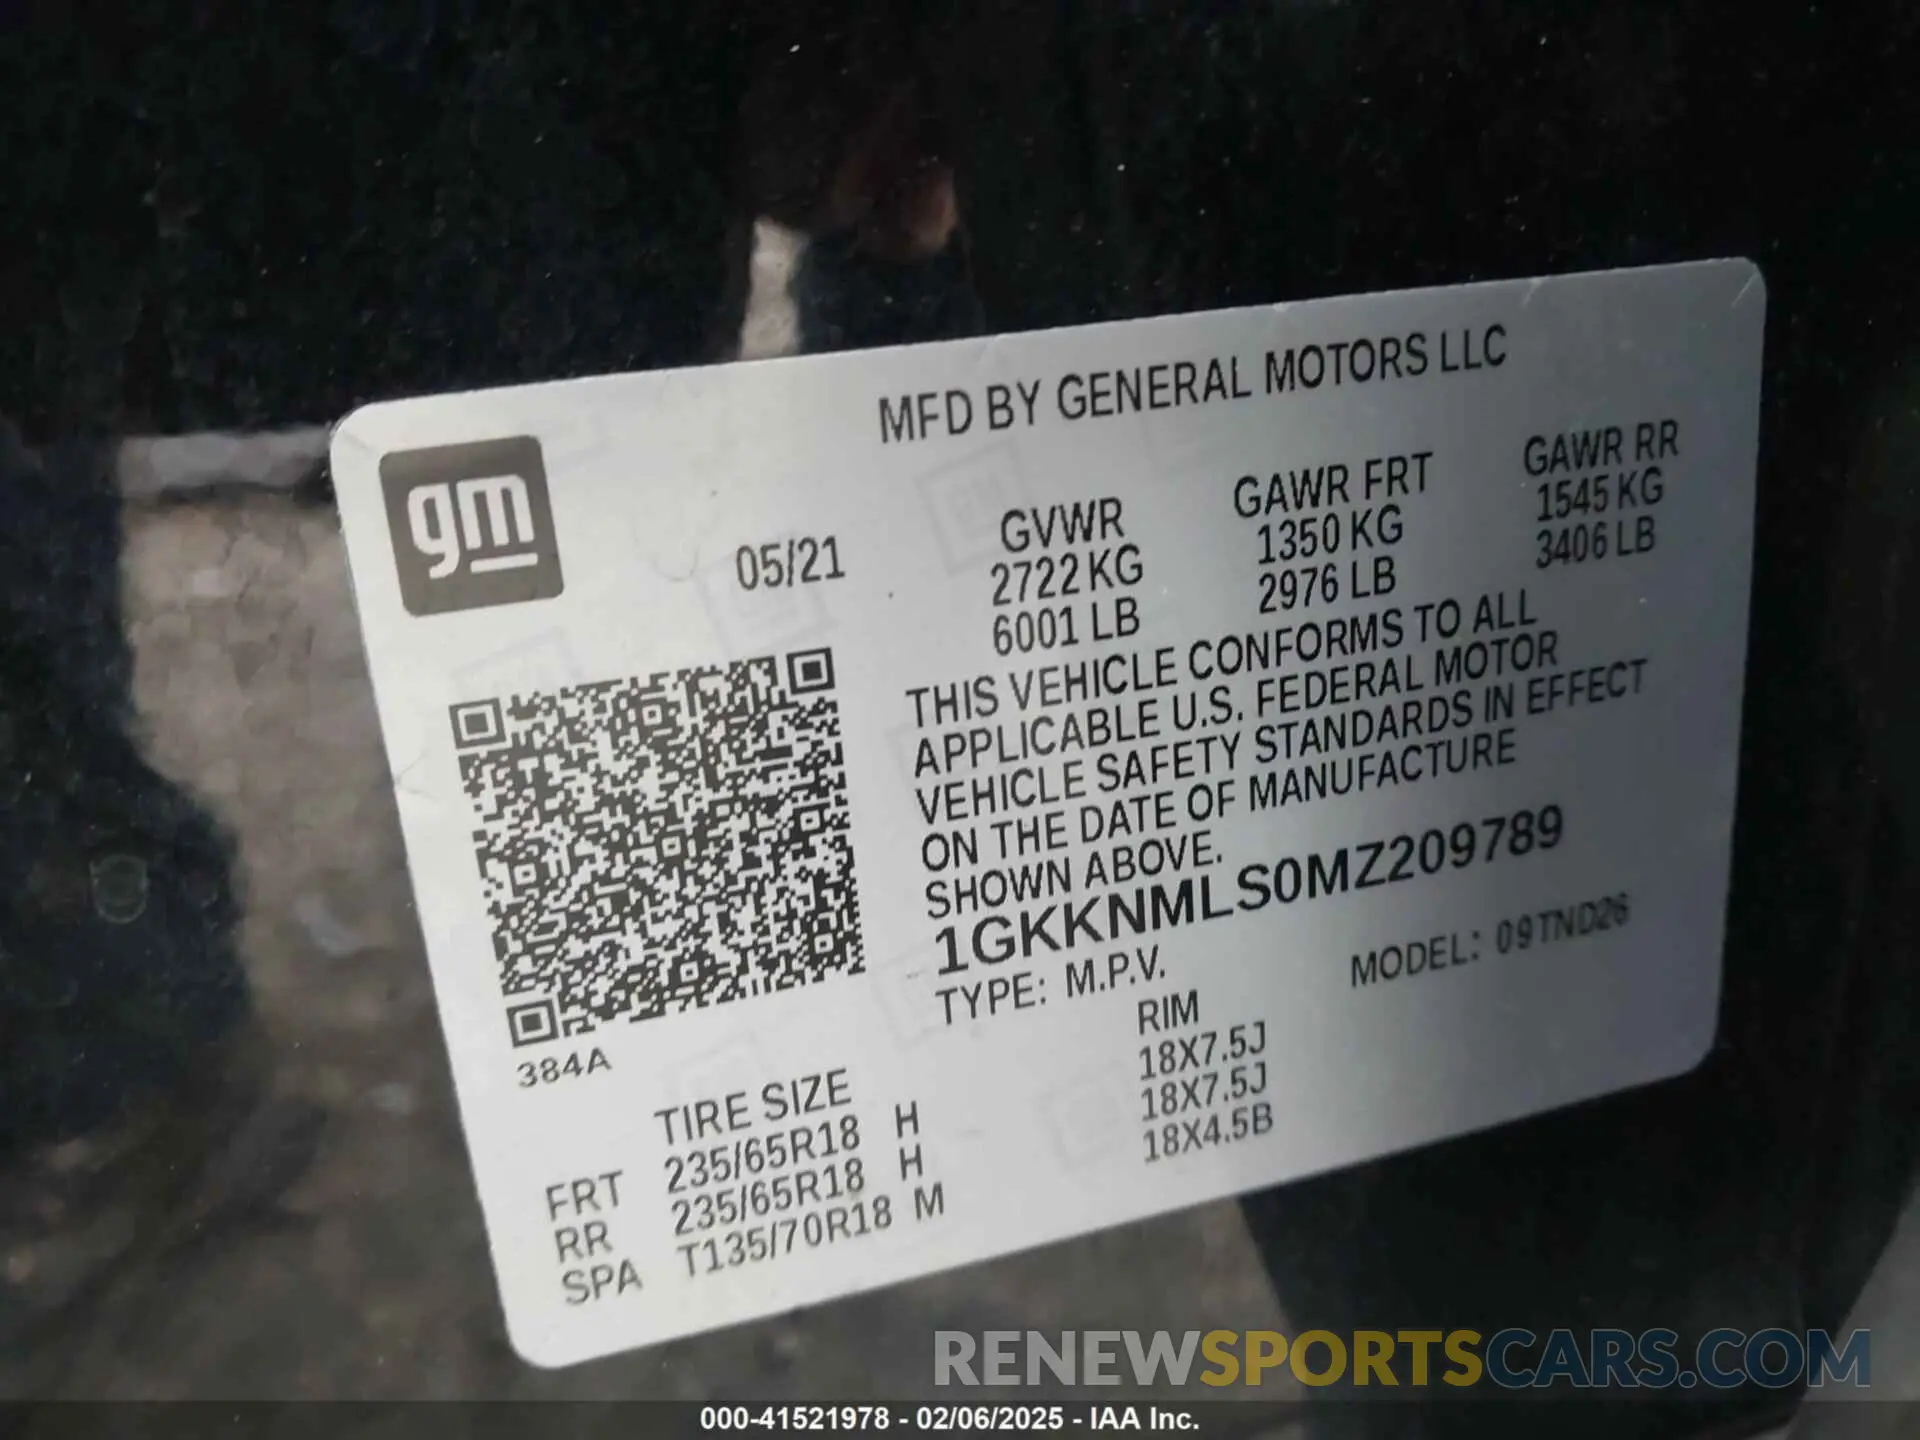 MFD BY GENERAL MOTORS LLC
gm
05/21
GVWR GAWR FRT GAWR RR
2722 KG 1350 KG 1545 KG
6001 LB 2976 LB 3406 LB
THIS VEHICLE CONFORMS TO ALL
APPLICABLE U.S. FEDERAL MOTOR
VEHICLE SAFETY STANDARDS IN EFFECT
ON THE DATE OF MANUFACTURE
SHOWN ABOVE.
1GKKNMLS0MZ209789
TYPE: M.P.V. MODEL: 09TND26
384A
TIRE SIZE RIM
FRT 235/65R18 H 18X7.5J
RR 235/65R18 H 18X7.5J
SPA T135/70R18 M 18X4.5B
RENEWSPORTSCARS.COM
000-41521978 - 02/06/2025 - IAA Inc.